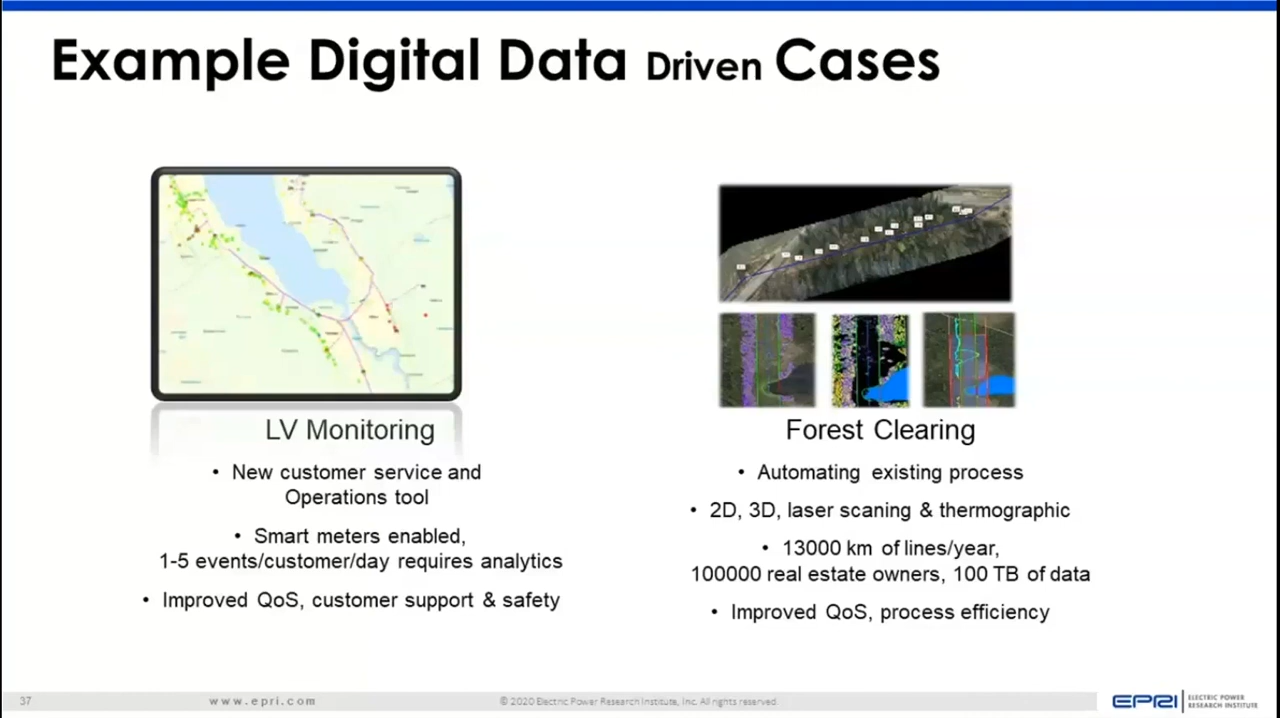 Example Digital Data Driven Cases
LV Monitoring
• New customer service and
Operations tool
• Smart meters enabled,
1-5 events/customer/day requires analytics
• Improved QoS, customer support & safety
Forest Clearing
• Automating existing process
• 2D, 3D, laser scaning & thermographic
• 13000 km of lines/year,
100000 real estate owners, 100 TB of data
• Improved QoS, process efficiency
37
www.epri.com
© 2020 Electric Power Research Institute, Inc. All rights reserved.
EPRI
ELECTRIC POWER
RESEARCH INSTITUTE